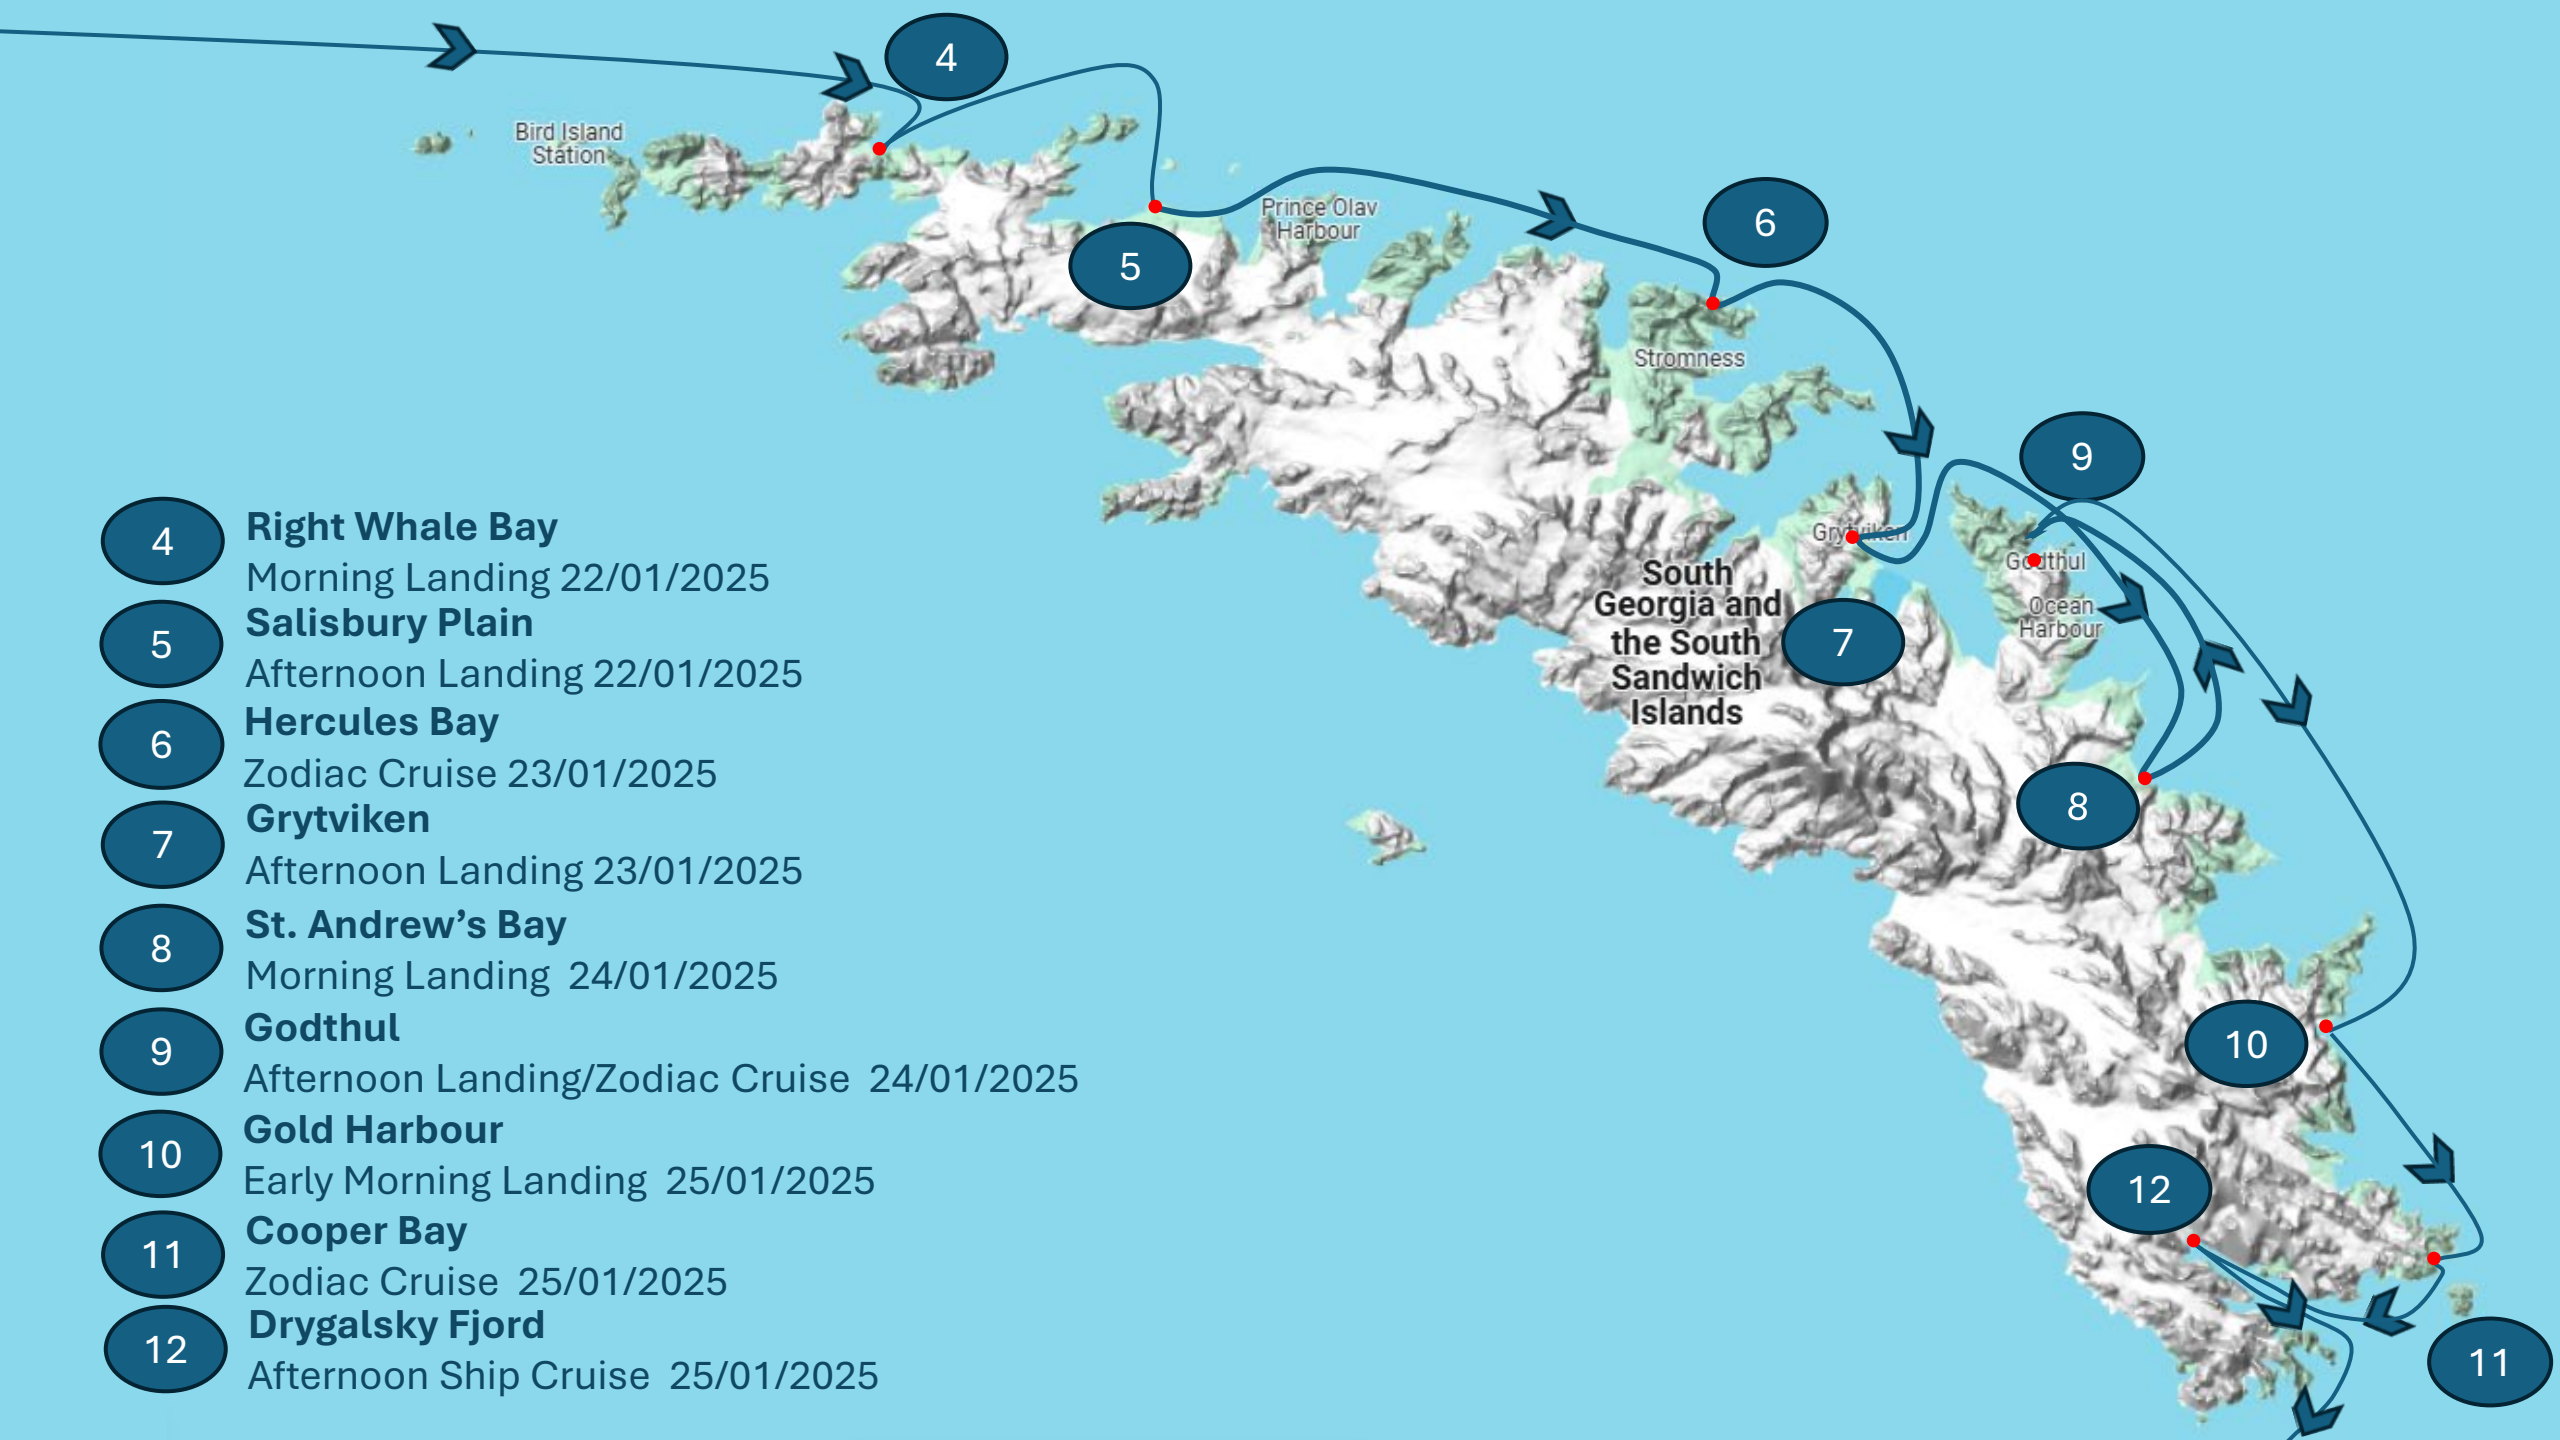 4
Bird Island
Station
5
Prince Olav
Harbour
6
Stromness
9
Grytviken
Godthul
Ocean
Harbour
South
Georgia and
the South
Sandwich
Islands
7
8
10
12
11
4 Right Whale Bay
Morning Landing 22/01/2025
5 Salisbury Plain
Afternoon Landing 22/01/2025
6 Hercules Bay
Zodiac Cruise 23/01/2025
7 Grytviken
Afternoon Landing 23/01/2025
8 St. Andrew’s Bay
Morning Landing 24/01/2025
9 Godthul
Afternoon Landing/Zodiac Cruise 24/01/2025
10 Gold Harbour
Early Morning Landing 25/01/2025
11 Cooper Bay
Zodiac Cruise 25/01/2025
12 Drygalsky Fjord
Afternoon Ship Cruise 25/01/2025